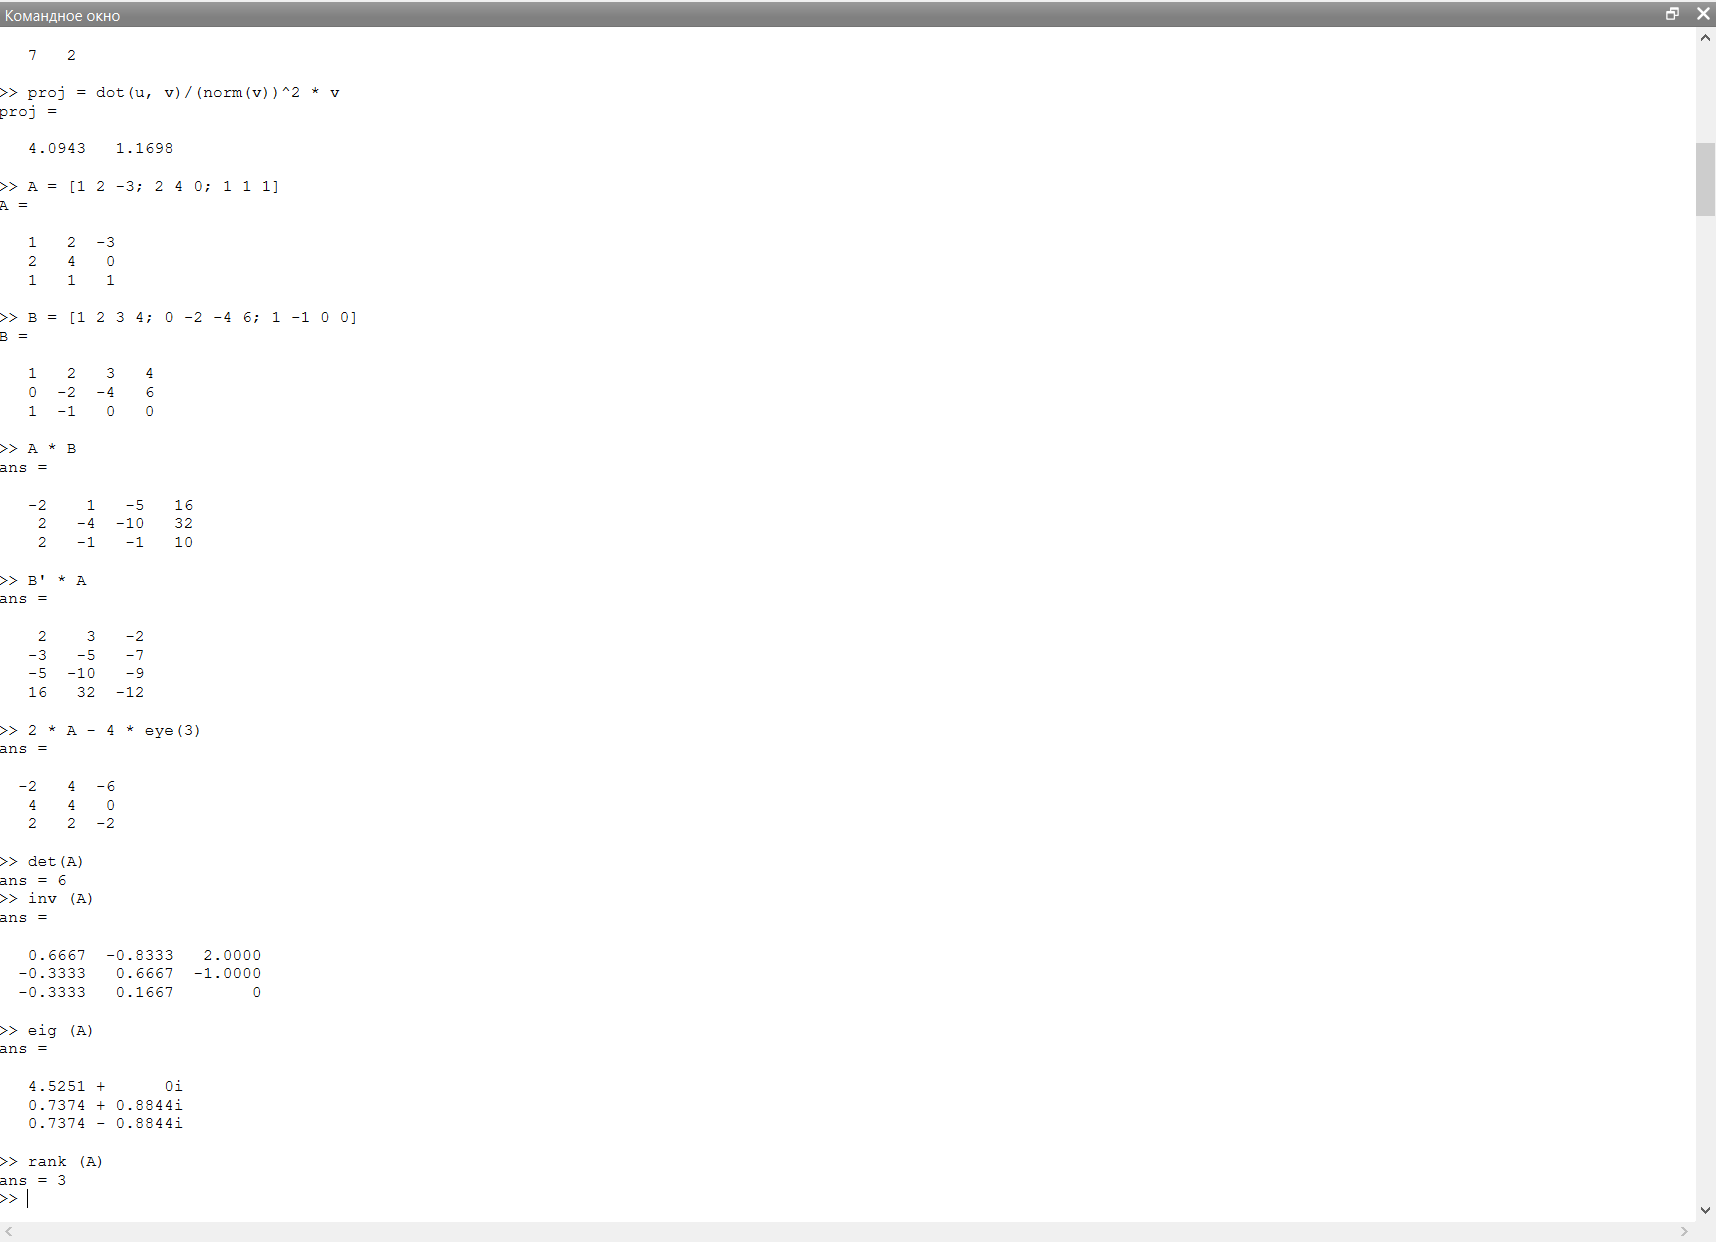 Командное окно
7   2
>> proj = dot(u, v)/(norm(v))^2 * v
proj =
4.0943   1.1698
>> A = [1 2 -3; 2 4 0; 1 1 1]
A =
1   2  -3
2   4   0
1   1   1
>> B = [1 2 3 4; 0 -2 -4 6; 1 -1 0 0]
B =
1   2   3   4
0  -2  -4   6
1  -1   0   0
>> A * B
ans =
-2    1   -5   16
2   -4  -10   32
2   -1   -1   10
>> B' * A
ans =
2    3   -2
-3   -5   -7
-5  -10   -9
16   32  -12
>> 2 * A - 4 * eye(3)
ans =
-2   4  -6
4   4   0
2   2  -2
>> det(A)
ans = 6
>> inv (A)
ans =
0.6667  -0.8333   2.0000
-0.3333   0.6667  -1.0000
-0.3333   0.1667        0
>> eig (A)
ans =
4.5251 +      0i
0.7374 + 0.8844i
0.7374 - 0.8844i
>> rank (A)
ans = 3
>>